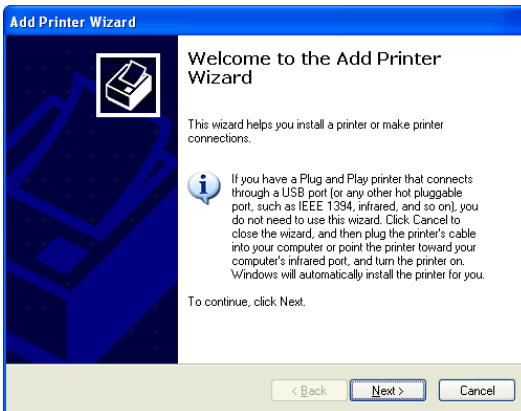 Add Printer Wizard
Welcome to the Add Printer
Wizard
This wizard helps you install a printer or make printer
connections.
If you have a Plug and Play printer that connects
through a USB port (or any other hot pluggable
port, such as IEEE 1394, infrared, and so on), you
do not need to use this wizard. Click Cancel to
close the wizard, and then plug the printer's cable
into your computer or point the printer toward your
computer's infrared port, and turn the printer on.
Windows will automatically install the printer for you.
To continue, click Next.
< Back Next > Cancel